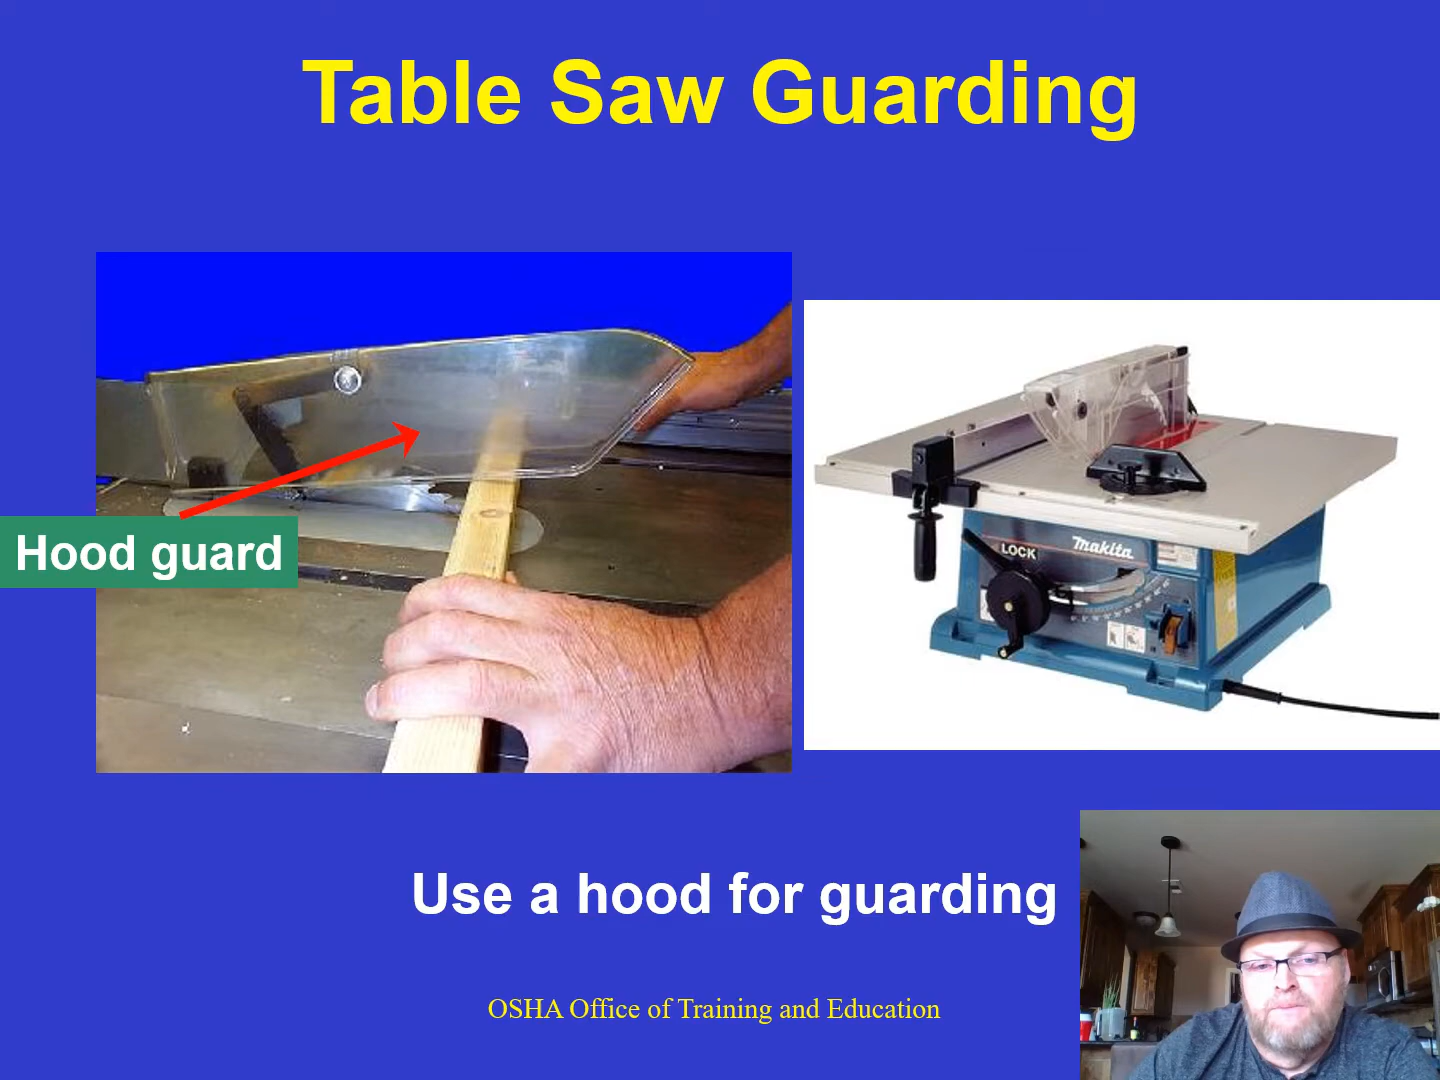 Table Saw Guarding
Hood guard
LOCK
makita
Use a hood for guarding
OSHA Office of Training and Education